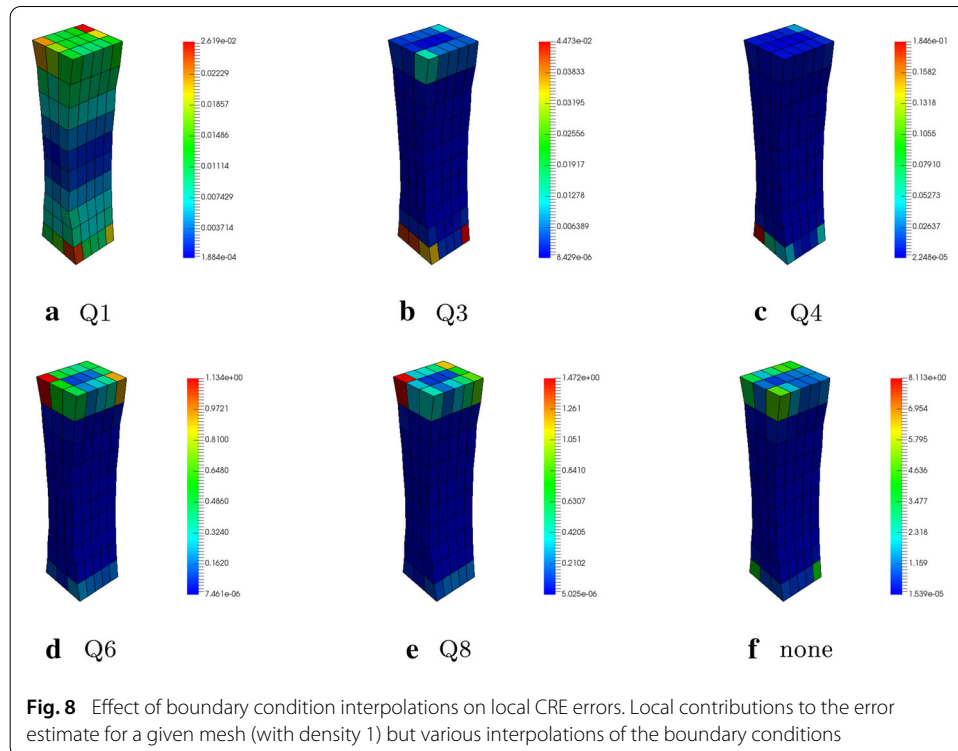 2.619e-02
0.02229
0.01857
0.01486
0.01114
0.007429
0.003714
1.884e-04
a Q1
4.473e-02
0.03833
0.03195
0.02556
0.01917
0.01278
0.006389
8.429e-06
b Q3
1.846e-01
0.1582
0.1318
0.1055
0.07910
0.05273
0.02637
2.248e-05
c Q4
1.134e+00
0.9721
0.8100
0.6480
0.4860
0.3240
0.1620
7.461e-06
d Q6
1.472e+00
1.261
1.051
0.8410
0.6307
0.4205
0.2102
5.025e-06
e Q8
8.113e+00
6.954
5.795
4.636
3.477
2.318
1.159
1.539e-05
f none
Fig. 8 Effect of boundary condition interpolations on local CRE errors. Local contributions to the error
estimate for a given mesh (with density 1) but various interpolations of the boundary conditions